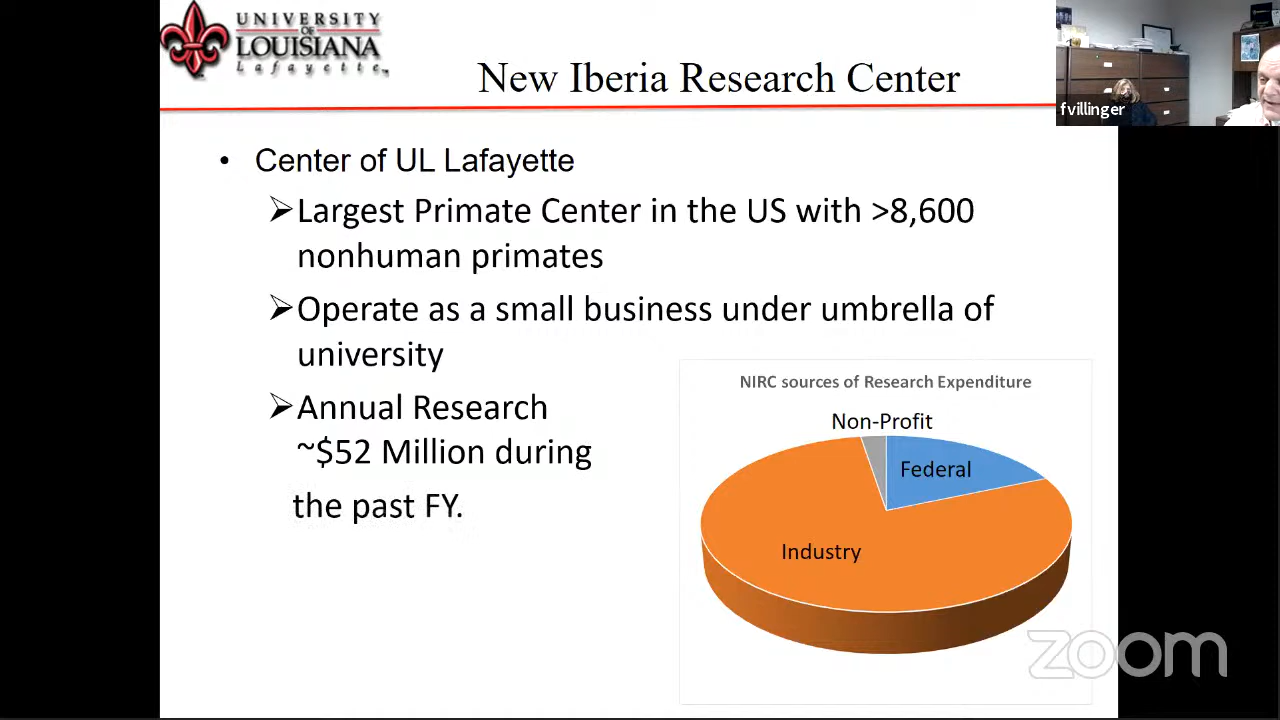 UNIVERSITY
OF
LOUISIANA
Lafayette
New Iberia Research Center
fvillinger
• Center of UL Lafayette
➢Largest Primate Center in the US with >8,600
nonhuman primates
➢Operate as a small business under umbrella of
university
➢Annual Research
~$52 Million during
the past FY.
NIRC sources of Research Expenditure
Non-Profit
Federal
Industry
zoom